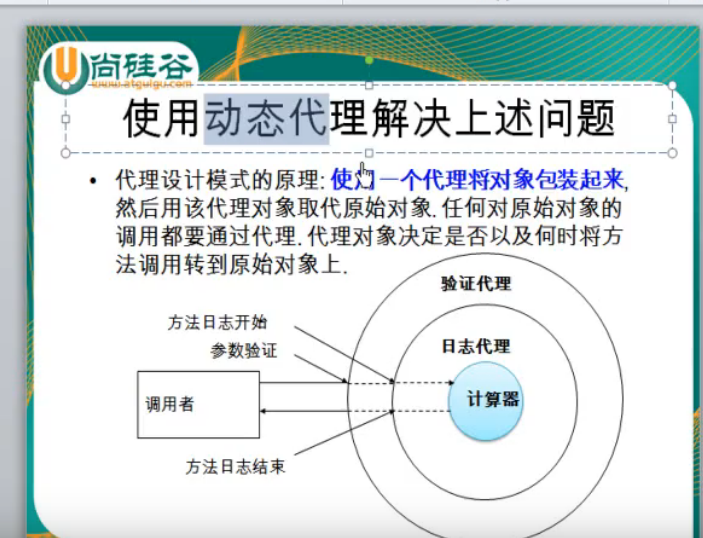 尚硅谷
www.atguigu.com
使用动态代理解决上述问题
• 代理设计模式的原理: 使用一个代理将对象包装起来,
然后用该代理对象取代原始对象. 任何对原始对象的
调用都要通过代理. 代理对象决定是否以及何时将方
法调用转到原始对象上.
验证代理
方法日志开始
日志代理
参数验证
调用者
计算器
方法日志结束